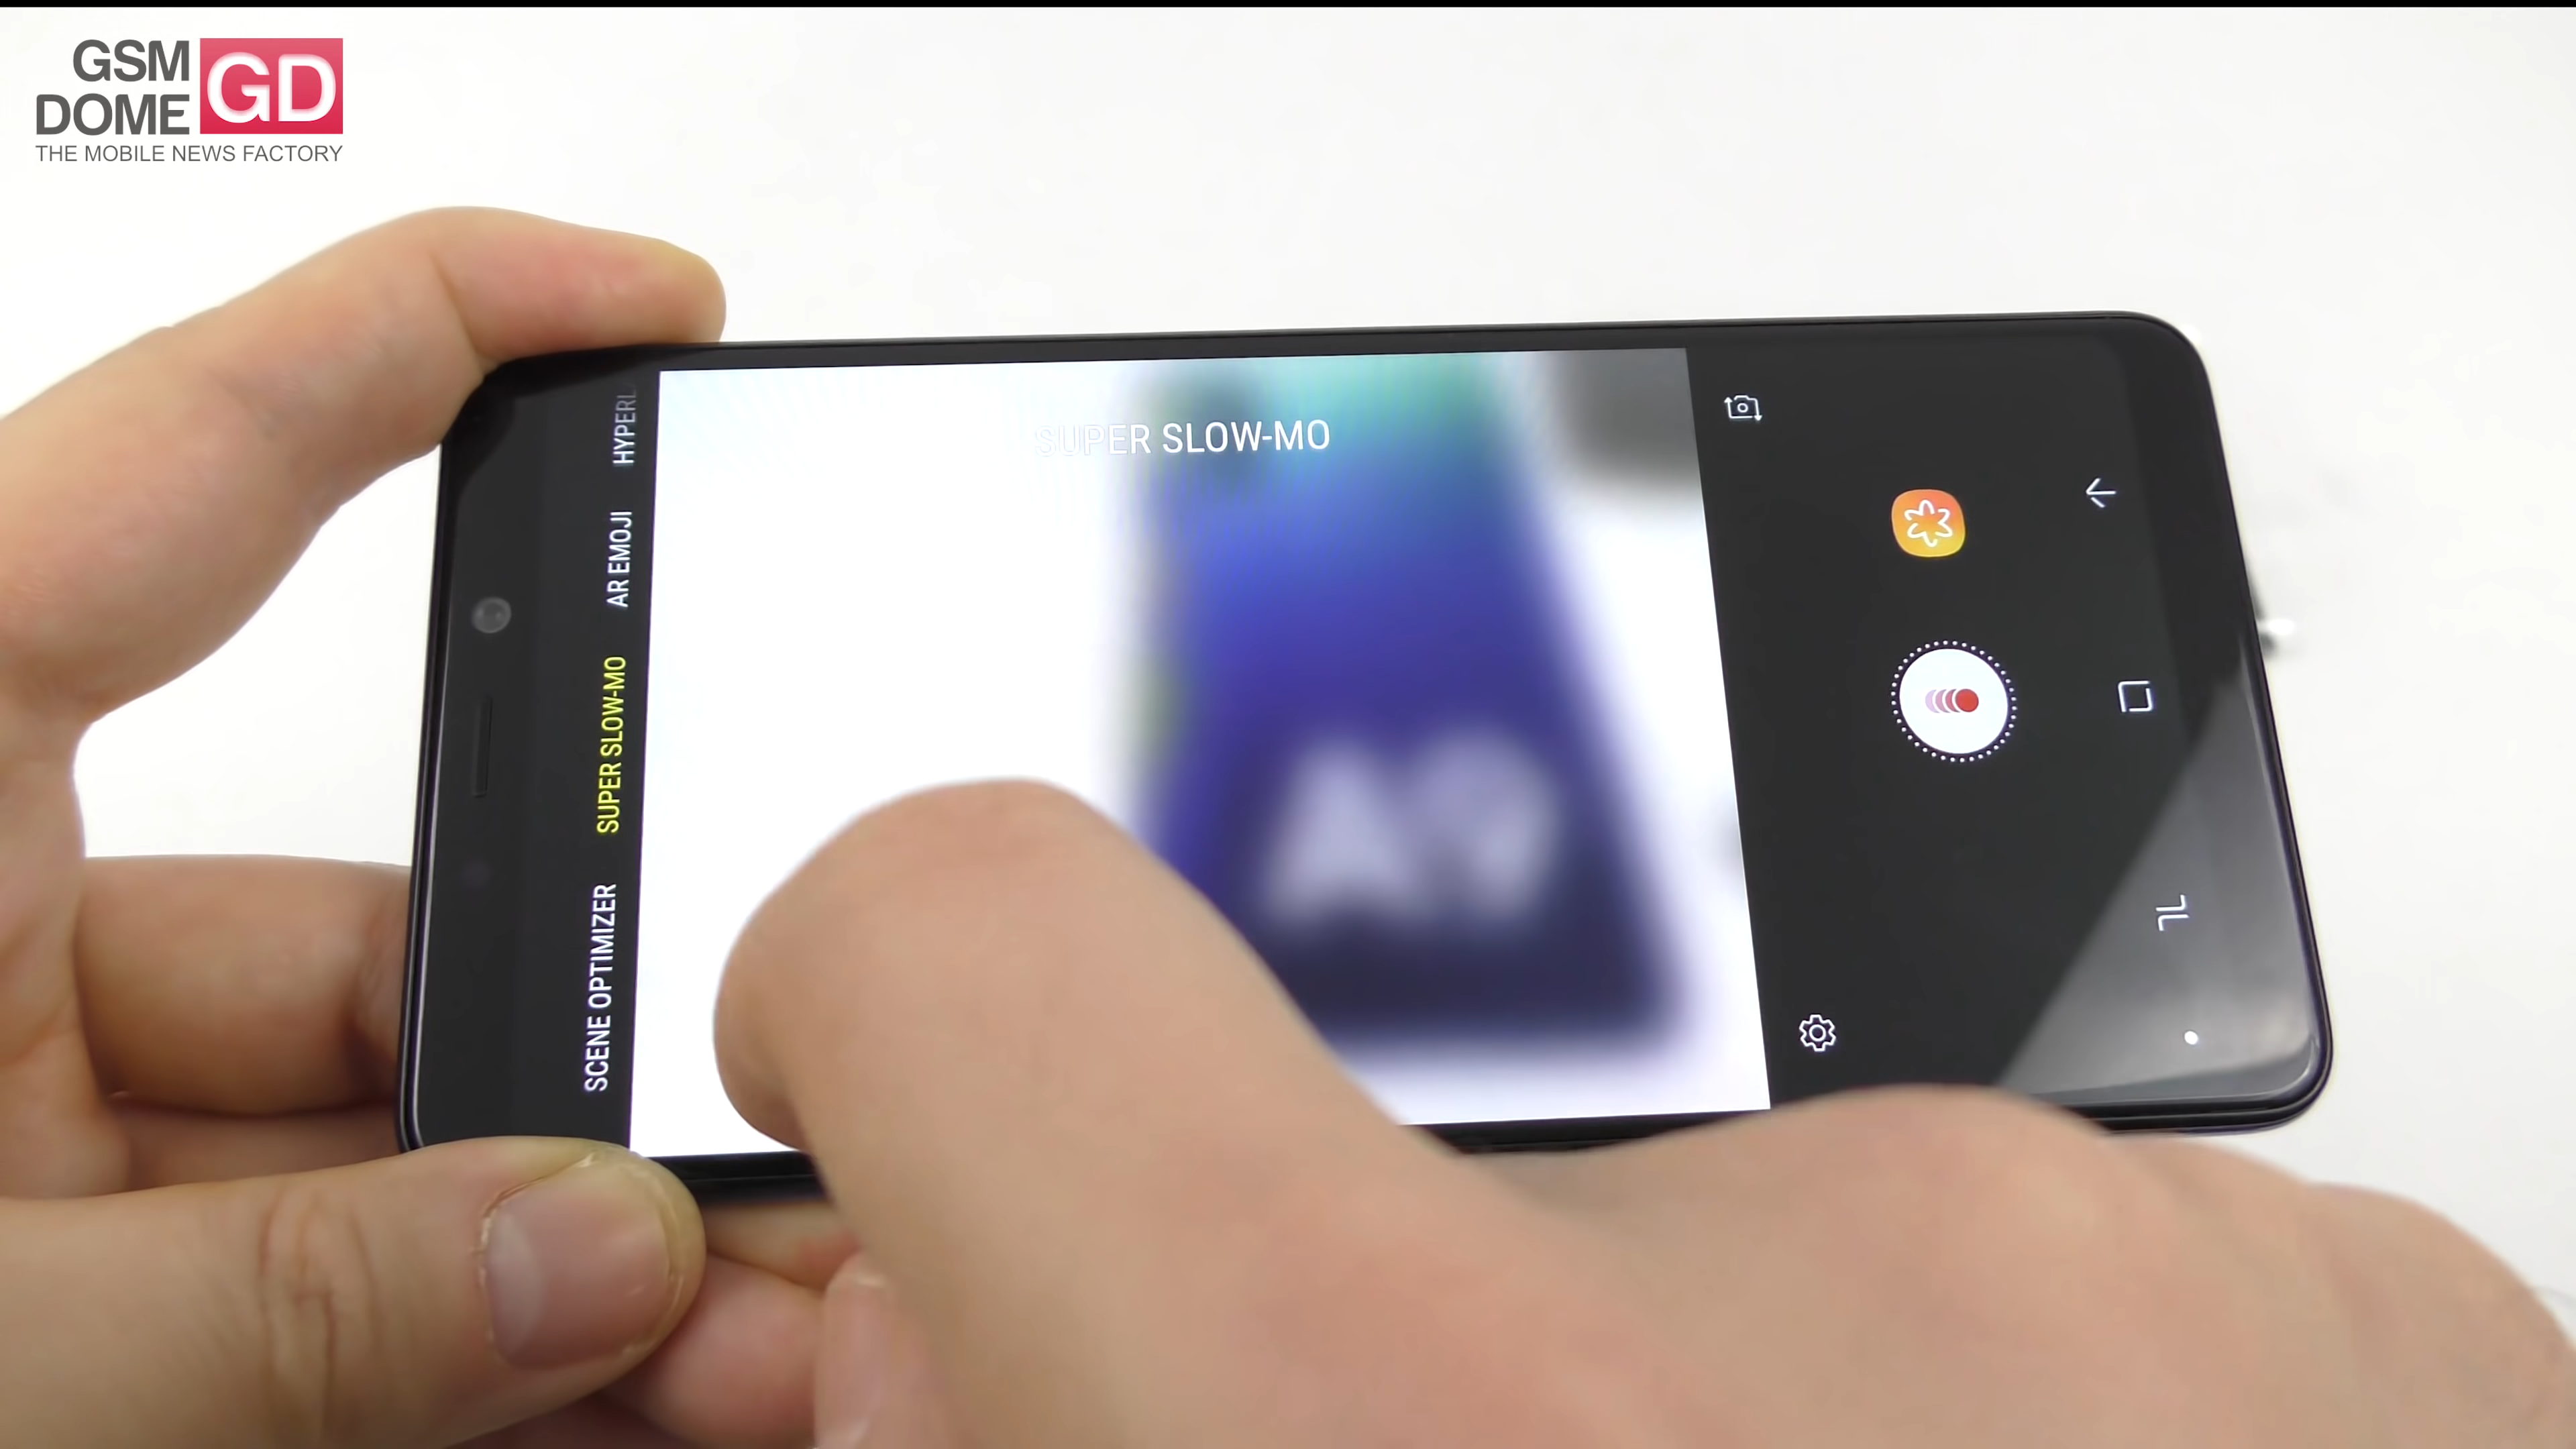 GSM
DOME
GD
THE MOBILE NEWS FACTORY
SUPER SLOW-MO
HYPERL
AR EMOJI
SUPER SLOW-MO
SCENE OPTIMIZER